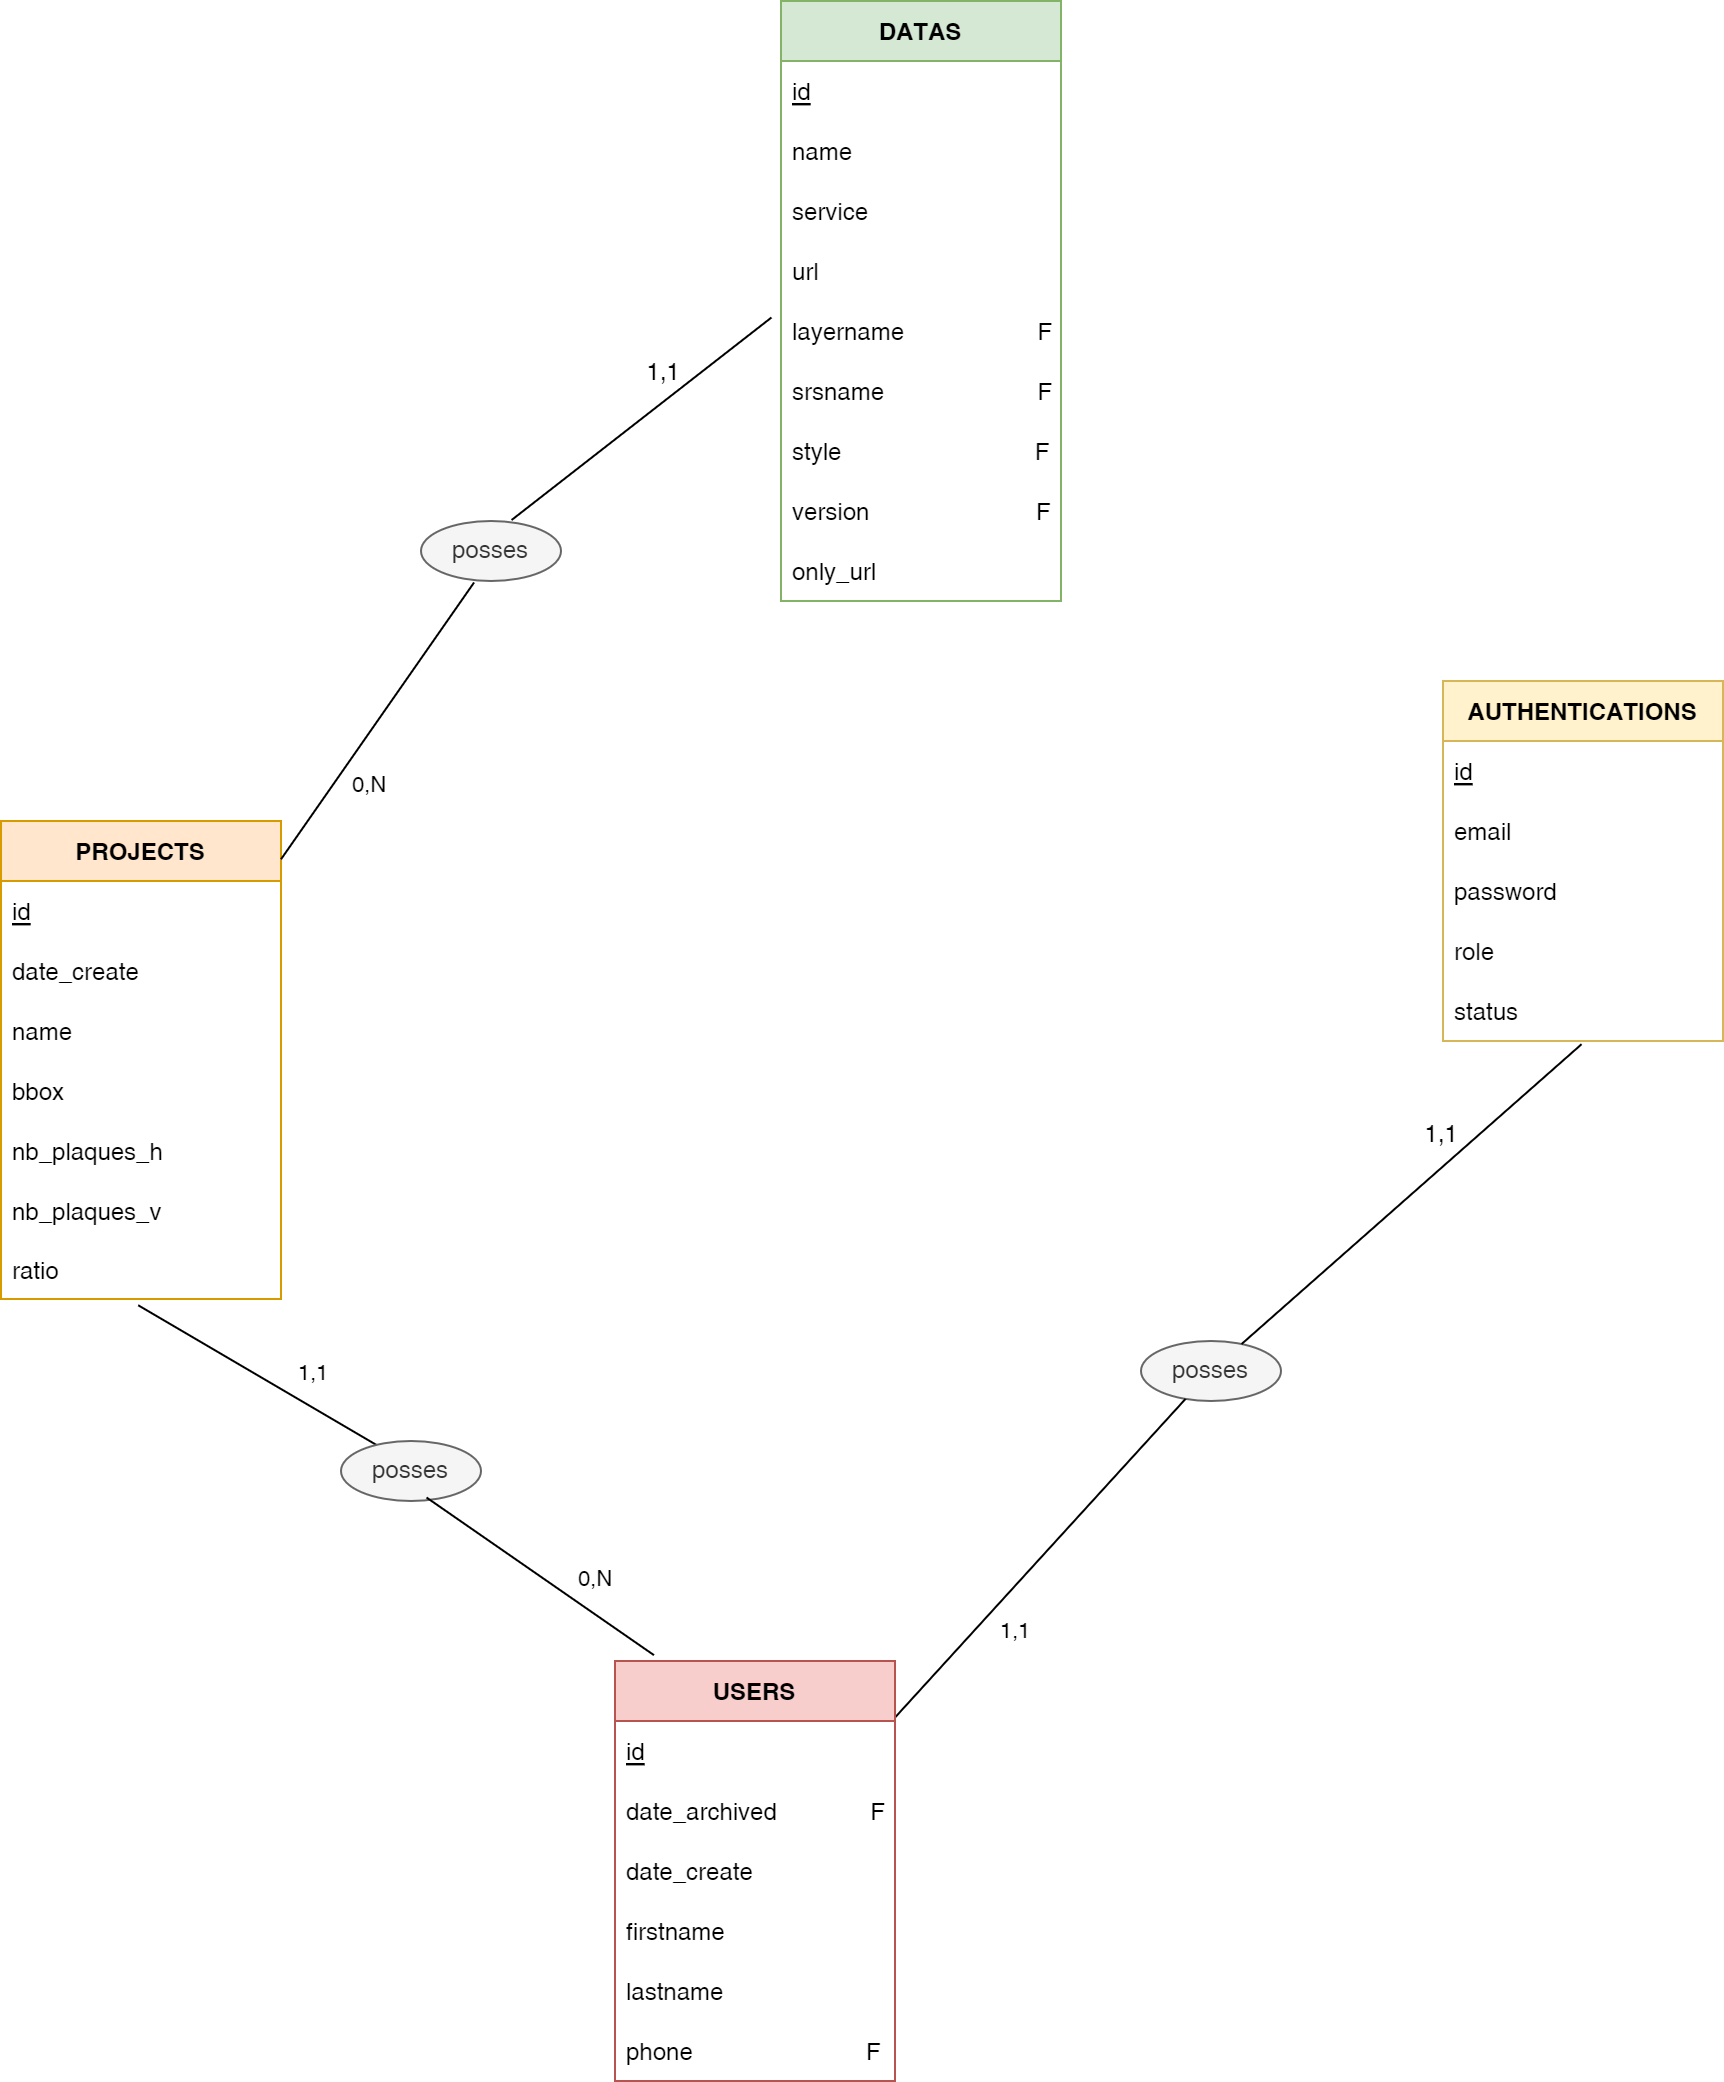 DATAS
id
name
service
url
layername F
srsname F
style F
version F
only_url
1,1
posses
0,N
PROJECTS
id
date_create
name
bbox
nb_plaques_h
nb_plaques_v
ratio
AUTHENTICATIONS
id
email
password
role
status
1,1
posses
1,1
1,1
posses
0,N
USERS
id
date_archived F
date_create
firstname
lastname
phone F